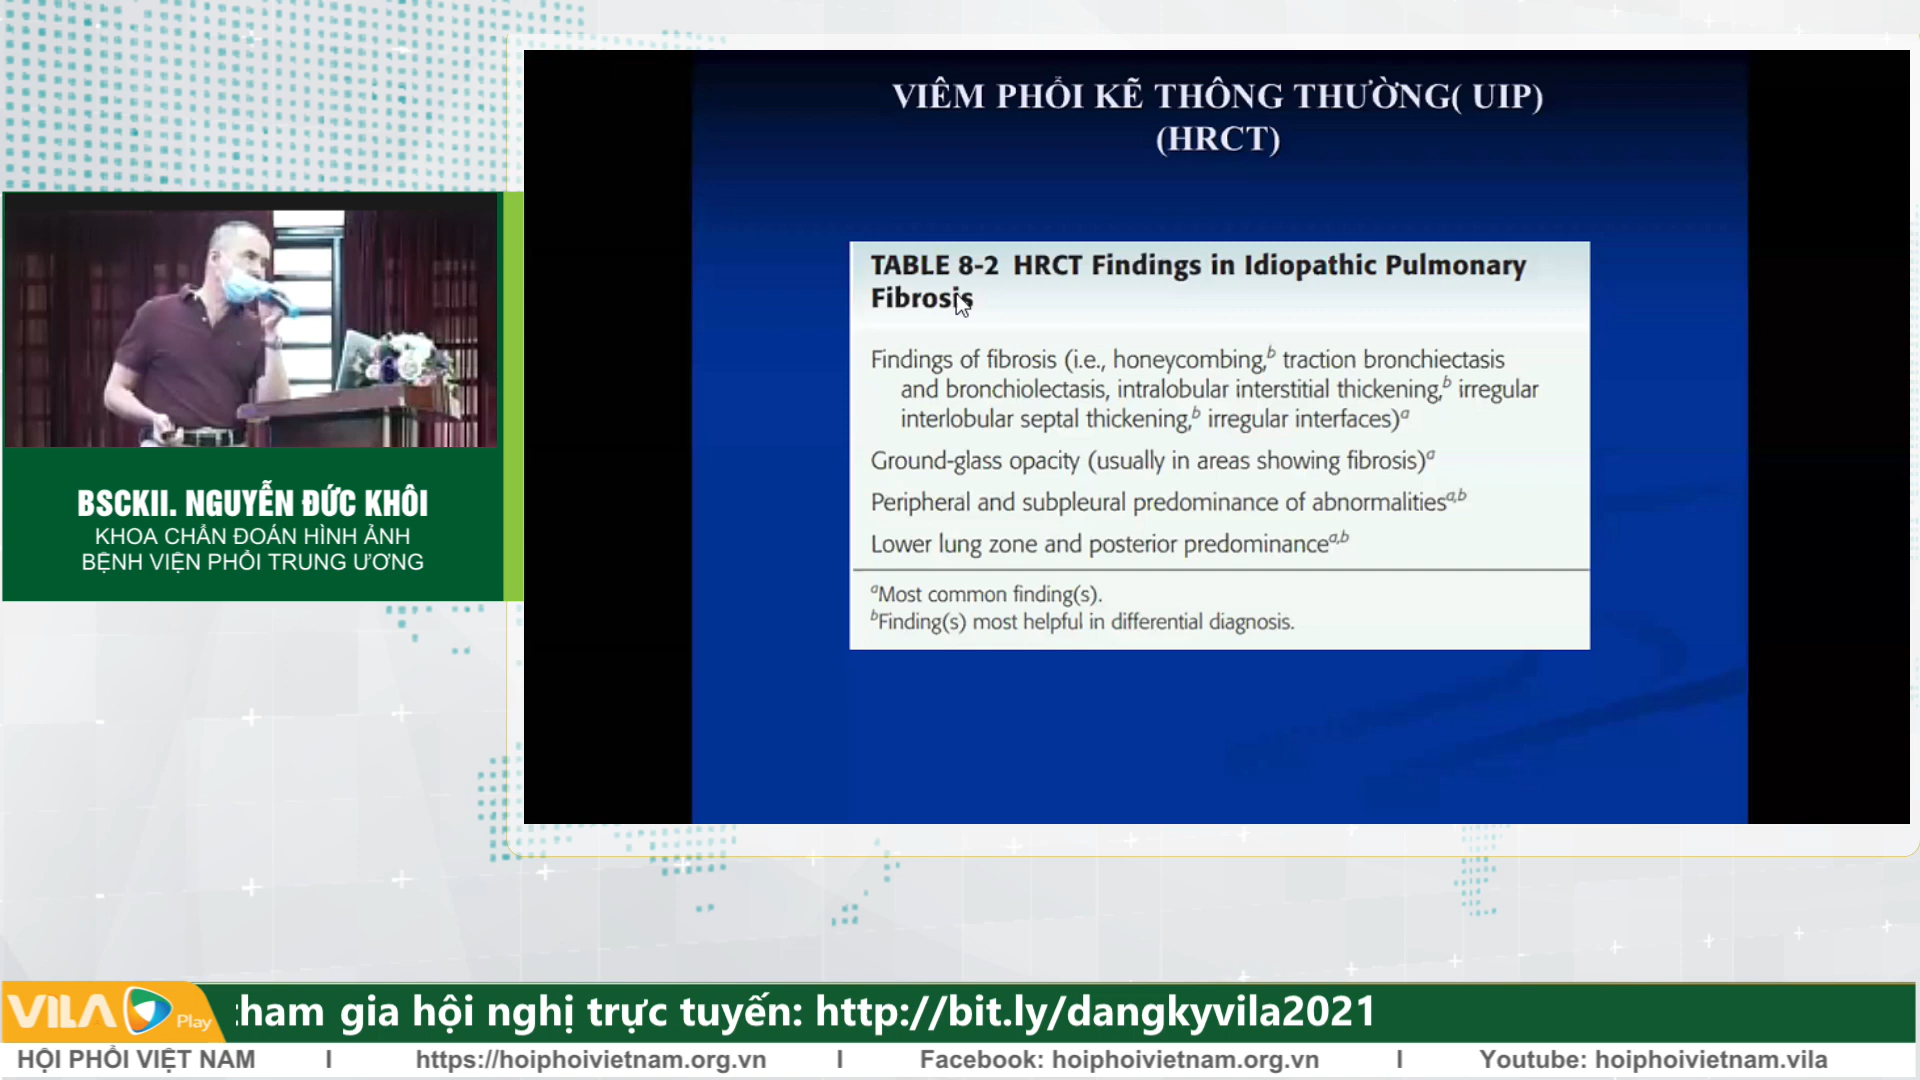 VIÊM PHỔI KẼ THÔNG THƯỜNG( UIP)
(HRCT)
TABLE 8-2 HRCT Findings in Idiopathic Pulmonary
Fibrosis
Findings of fibrosis (i.e., honeycombing,b traction bronchiectasis
and bronchiolectasis, intralobular interstitial thickening,b irregular
interlobular septal thickening,b irregular interfaces)a
Ground-glass opacity (usually in areas showing fibrosis)a
Peripheral and subpleural predominance of abnormalitiesa,b
Lower lung zone and posterior predominancea,b
aMost common finding(s).
bFinding(s) most helpful in differential diagnosis.
BSCKII. NGUYỄN ĐỨC KHÔI
KHOA CHẨN ĐOÁN HÌNH ẢNH
BỆNH VIỆN PHỔI TRUNG ƯƠNG
VILA Play
tham gia hội nghị trực tuyến: http://bit.ly/dangkyvila2021
HỘI PHỔI VIỆT NAM I https://hoiphoivietnam.org.vn I Facebook: hoiphoivietnam.org.vn I Youtube: hoiphoivietnam.vila